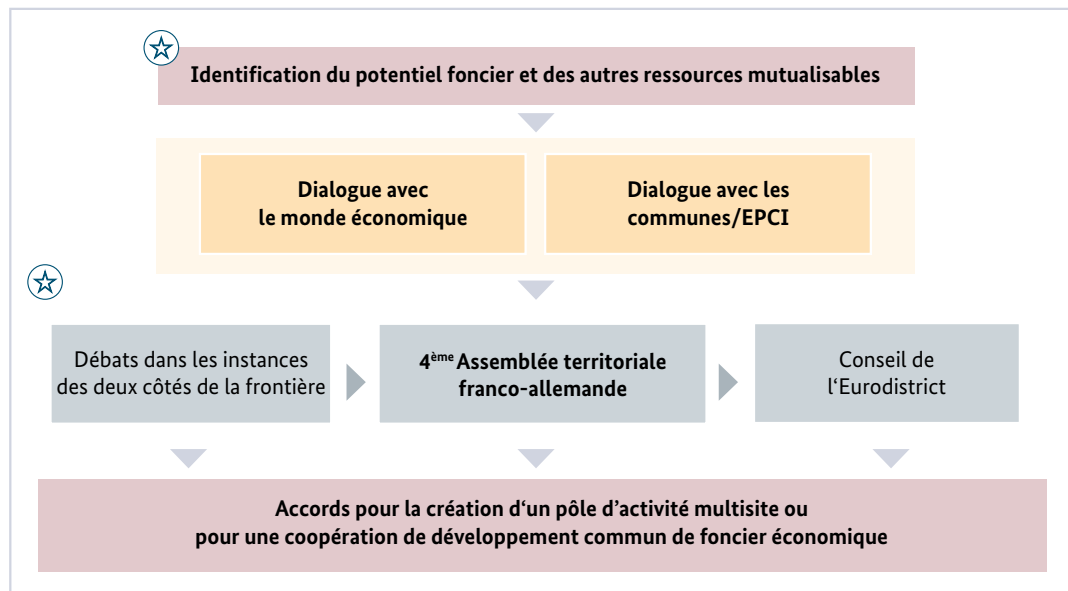 Identification du potentiel foncier et des autres ressources mutualisables
Dialogue avec
le monde économique
Dialogue avec les
communes/EPCI
Débats dans les instances
des deux côtés de la frontière
4ème Assemblée territoriale
franco-allemande
Conseil de
l‘Eurodistrict
Accords pour la création d‘un pôle d’activité multisite ou
pour une coopération de développement commun de foncier économique